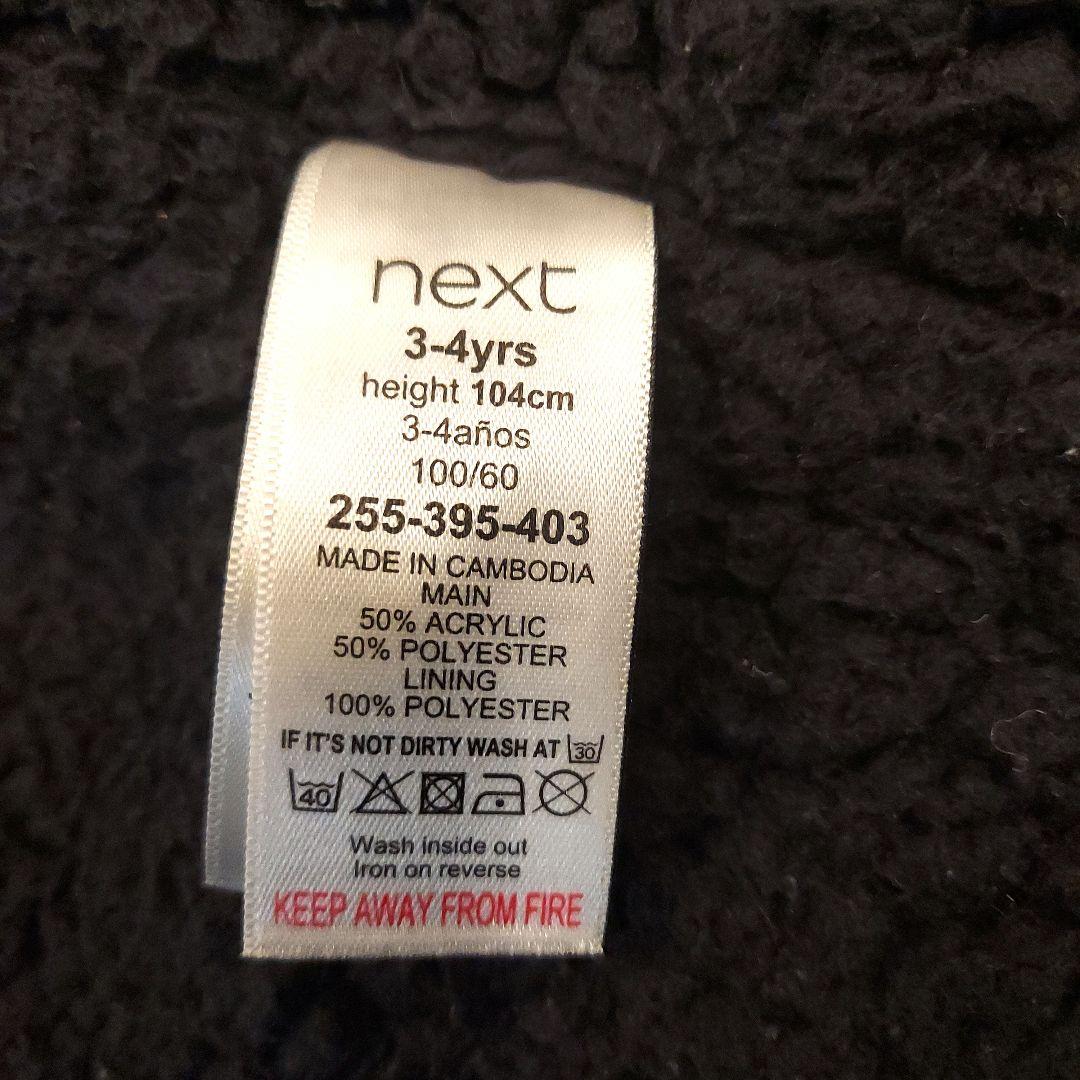 next
3-4yrs
height 104cm
3-4años
100/60
255-395-403
MADE IN CAMBODIA
MAIN
50% ACRYLIC
50% POLYESTER
LINING
100% POLYESTER
IF IT'S NOT DIRTY WASH AT 30
40
Wash inside out
Iron on reverse
KEEP AWAY FROM FIRE